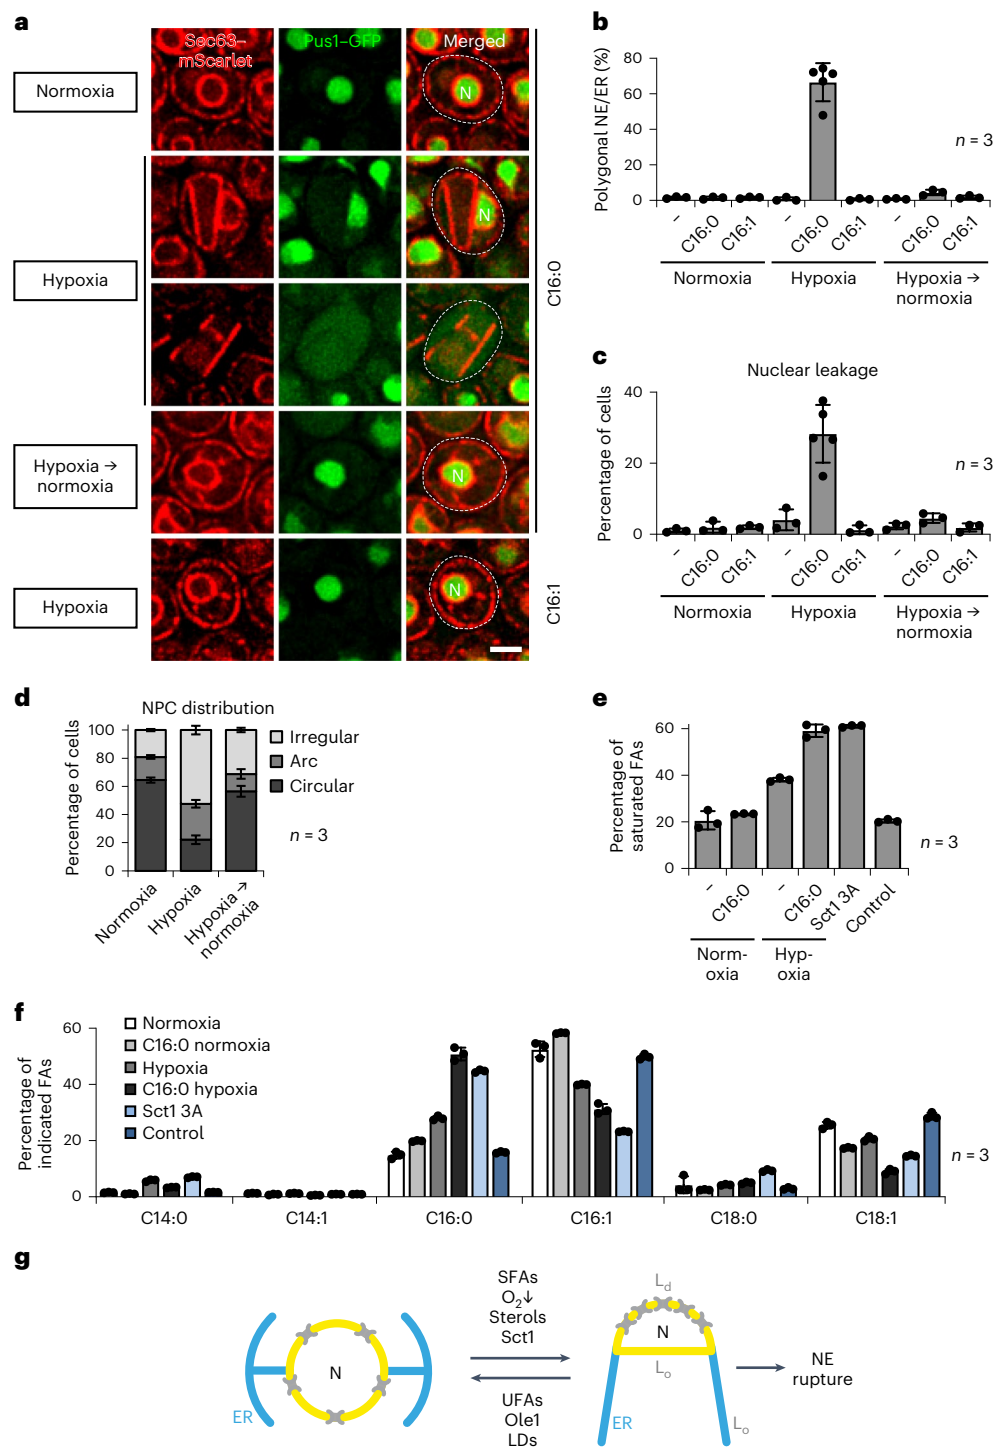 a
Sec63–
mScarlet
Pus1–GFP
Merged
Normoxia
N
Hypoxia
N
C16:0
Hypoxia →
normoxia
N
Hypoxia
N
C16:1
b
Polygonal NE/ER (%)
80
60
40
20
0
n = 3
– C16:0 C16:1 – C16:0 C16:1 – C16:0 C16:1
Normoxia Hypoxia Hypoxia →
normoxia
c
Nuclear leakage
Percentage of cells
40
20
0
n = 3
– C16:0 C16:1 – C16:0 C16:1 – C16:0 C16:1
Normoxia Hypoxia Hypoxia →
normoxia
d
NPC distribution
Percentage of cells
100
80
60
40
20
0
Irregular
Arc
Circular
n = 3
Normoxia
Hypoxia
Hypoxia →
normoxia
e
Percentage of
saturated FAs
60
40
20
0
n = 3
– C16:0 – C16:0 Sct1 3A Control
Norm-
oxia
Hyp-
oxia
f
Percentage of
indicated FAs
60
40
20
0
Normoxia
C16:0 normoxia
Hypoxia
C16:0 hypoxia
Sct1 3A
Control
n = 3
C14:0 C14:1 C16:0 C16:1 C18:0 C18:1
g
N
ER
SFAs
O₂↓
Sterols
Sct1
UFAs
Ole1
LDs
Ld
N
Lo
ER
Lo
NE
rupture